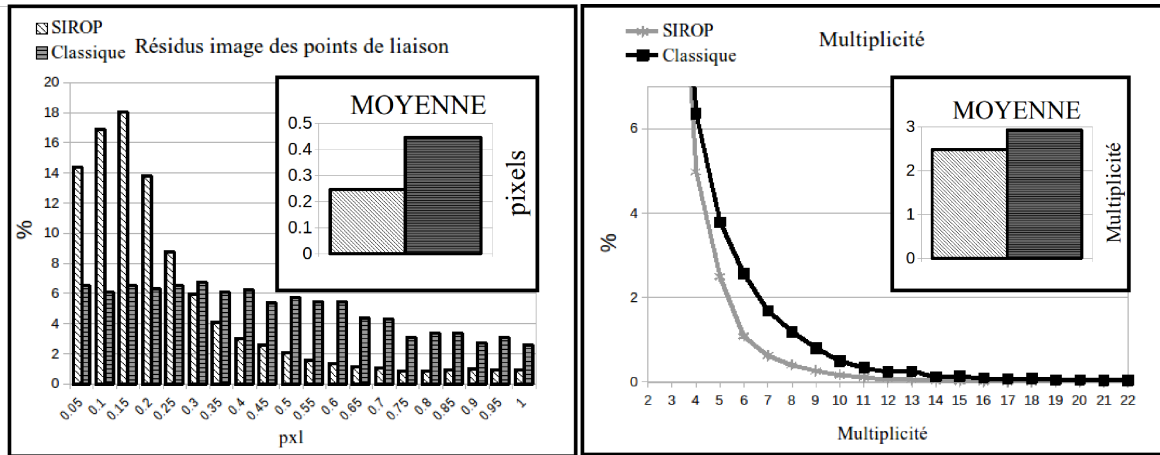 SIROP
Classique
Résidus image des points de liaison
20
18
16
14
12
10
8
6
4
2
0
%
0.05 0.1 0.15 0.2 0.25 0.3 0.35 0.4 0.45 0.5 0.55 0.6 0.65 0.7 0.75 0.8 0.85 0.9 0.95 1
pxl
MOYENNE
0.5
0.4
0.3
0.2
0.1
0
pixels
SIROP
Classique
Multiplicité
6
4
2
0
%
2 3 4 5 6 7 8 9 10 11 12 13 14 15 16 17 18 19 20 21 22
Multiplicité
MOYENNE
3
2
1
0
Multiplicité